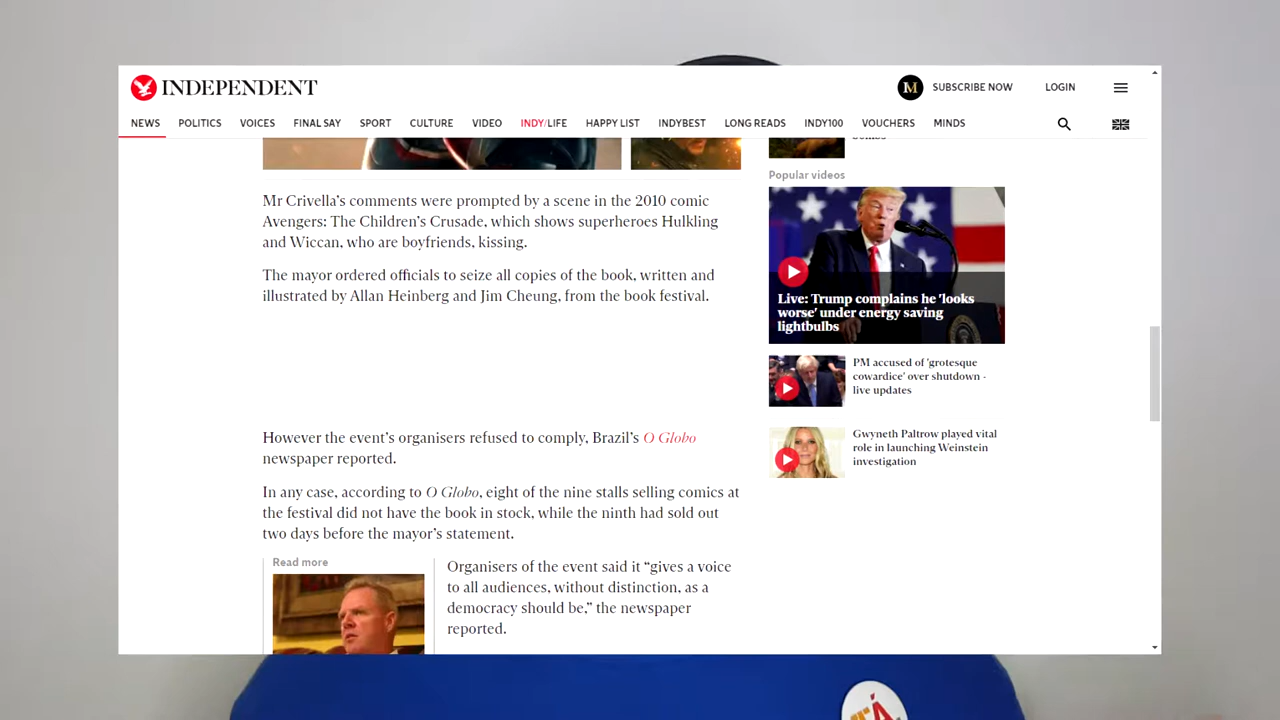 INDEPENDENT
M
SUBSCRIBE NOW
LOGIN
NEWS POLITICS VOICES FINAL SAY SPORT CULTURE VIDEO INDY/LIFE HAPPY LIST INDYBEST LONG READS INDY100 VOUCHERS MINDS
Mr Crivella's comments were prompted by a scene in the 2010 comic
Avengers: The Children's Crusade, which shows superheroes Hulkling
and Wiccan, who are boyfriends, kissing.
The mayor ordered officials to seize all copies of the book, written and
illustrated by Allan Heinberg and Jim Cheung, from the book festival.
However the event's organisers refused to comply, Brazil's O Globo
newspaper reported.
In any case, according to O Globo, eight of the nine stalls selling comics at
the festival did not have the book in stock, while the ninth had sold out
two days before the mayor's statement.
Read more
Organisers of the event said it “gives a voice
to all audiences, without distinction, as a
democracy should be,” the newspaper
reported.
Popular videos
Live: Trump complains he 'looks
worse' under energy saving
lightbulbs
PM accused of 'grotesque
cowardice' over shutdown -
live updates
Gwyneth Paltrow played vital
role in launching Weinstein
investigation